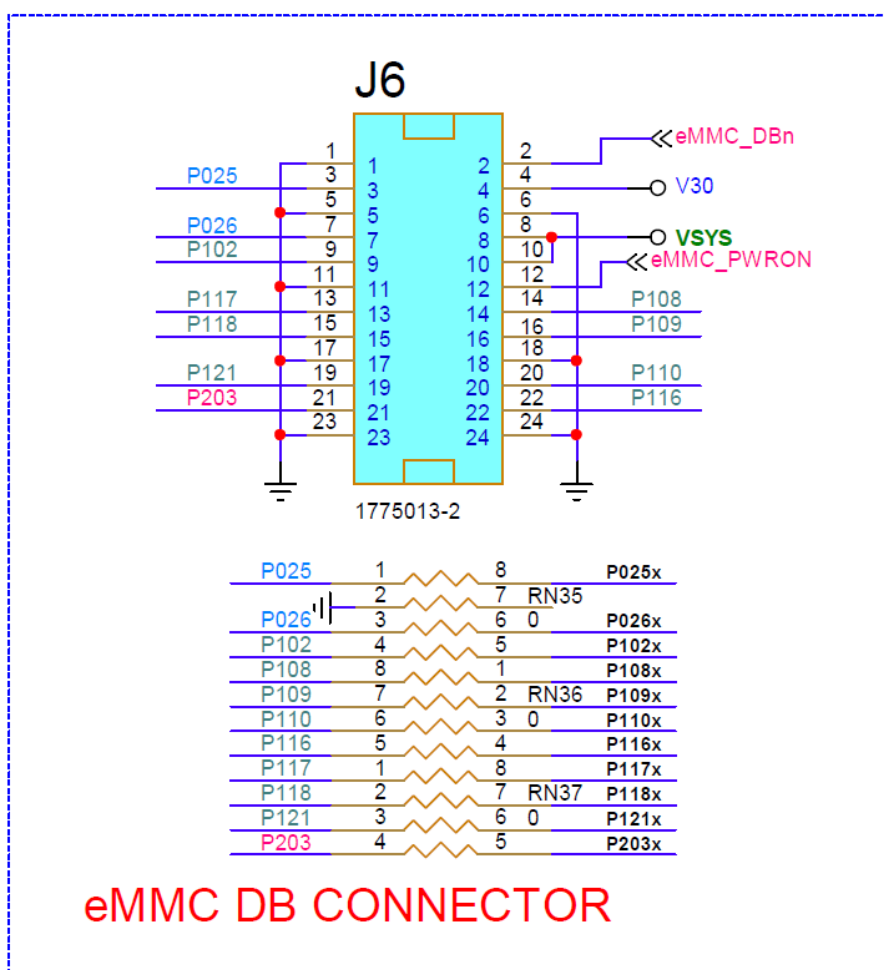 J6
1 1 2 2 eMMC_DBn
P025 3 3 4 4 V30
5 5 6 6
P026 7 7 8 8 VSYS
P102 9 9 10 10 eMMC_PWRON
11 11 12 12
P117 13 13 14 14 P108
P118 15 15 16 16 P109
17 17 18 18
P121 19 19 20 20 P110
P203 21 21 22 22 P116
23 23 24 24
1775013-2
P025 1 8 P025x
2 7 RN35
P026 3 6 0 P026x
P102 4 5 P102x
P108 8 1 P108x
P109 7 2 RN36 P109x
P110 6 3 0 P110x
P116 5 4 P116x
P117 1 8 P117x
P118 2 7 RN37 P118x
P121 3 6 0 P121x
P203 4 5 P203x
eMMC DB CONNECTOR